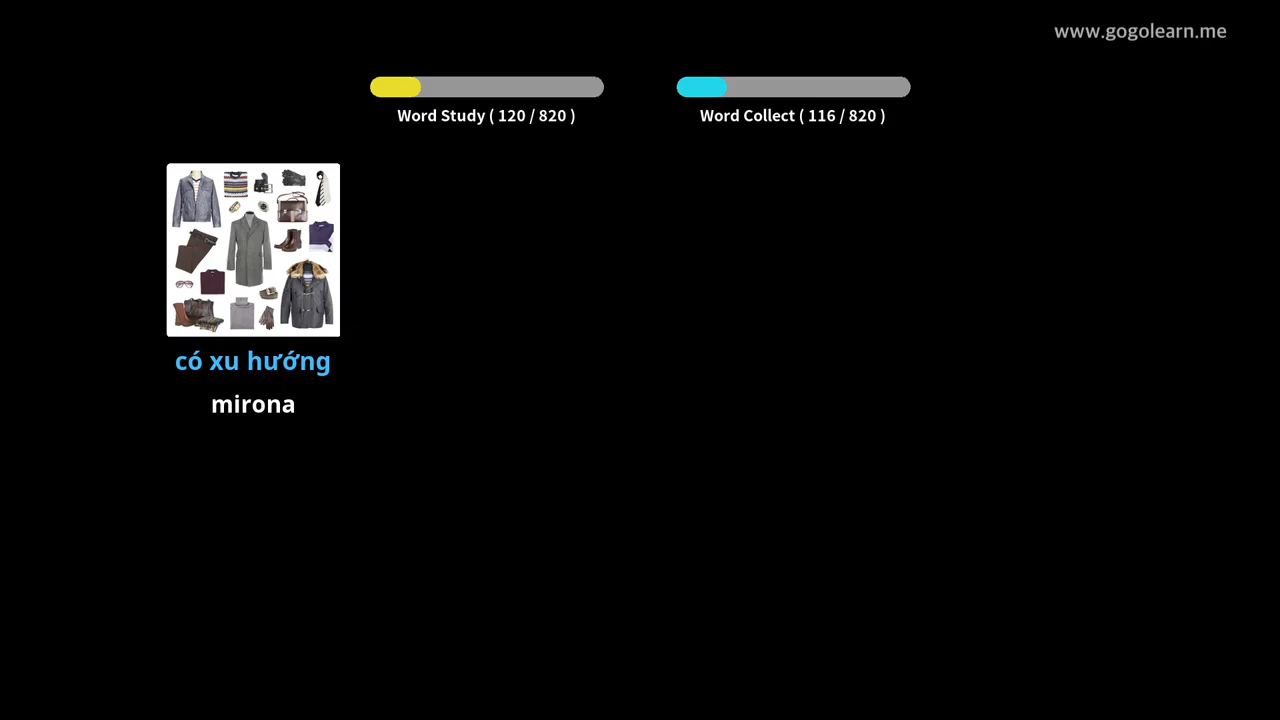 www.gogolearn.me
Word Study ( 120 / 820 )
Word Collect ( 116 / 820 )
có xu hướng
mirona